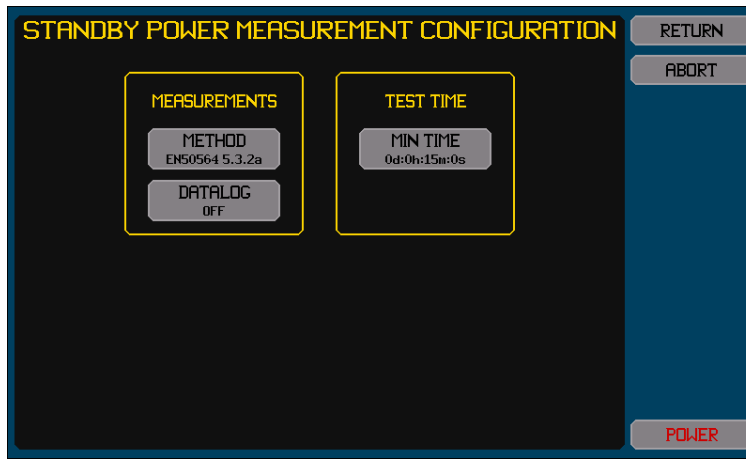 STANDBY POWER MEASUREMENT CONFIGURATION
RETURN
ABORT
MEASUREMENTS
METHOD
EN50564 5.3.2a
DATALOG
OFF
TEST TIME
MIN TIME
0d:0h:15m:0s
POWER